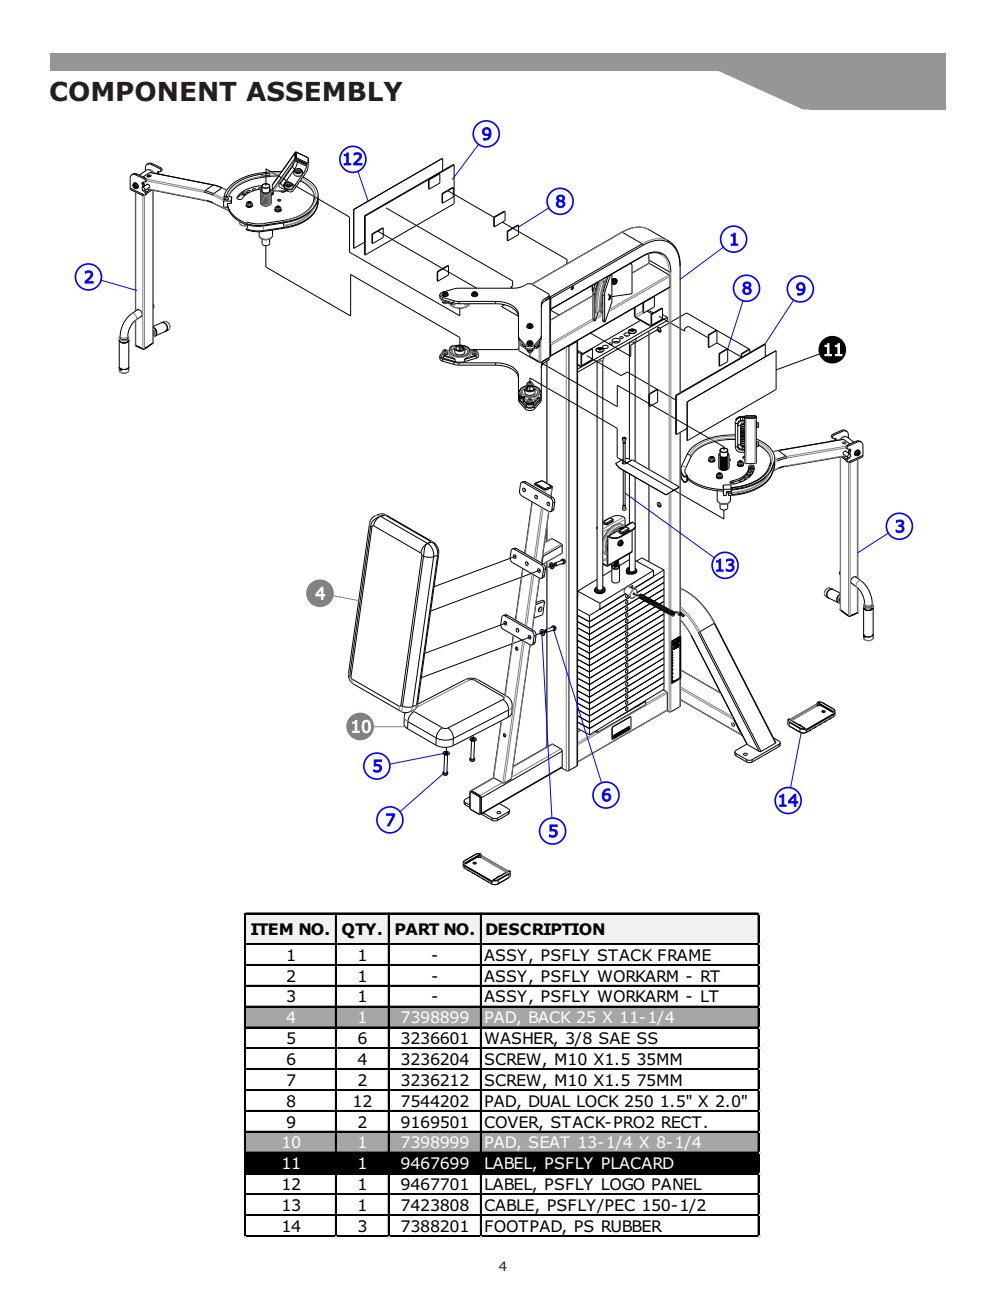 COMPONENT ASSEMBLY
9
12
8
1
2
8
9
11
3
13
4
10
5
6
14
7
5
ITEM NO. QTY. PART NO. DESCRIPTION
1 1 - ASSY, PSFLY STACK FRAME
2 1 - ASSY, PSFLY WORKARM - RT
3 1 - ASSY, PSFLY WORKARM - LT
4 1 7398899 PAD, BACK 25 X 11-1/4
5 6 3236601 WASHER, 3/8 SAE SS
6 4 3236204 SCREW, M10 X1.5 35MM
7 2 3236212 SCREW, M10 X1.5 75MM
8 12 7544202 PAD, DUAL LOCK 250 1.5" X 2.0"
9 2 9169501 COVER, STACK-PRO2 RECT.
10 1 7398999 PAD, SEAT 13-1/4 X 8-1/4
11 1 9467699 LABEL, PSFLY PLACARD
12 1 9467701 LABEL, PSFLY LOGO PANEL
13 1 7423808 CABLE, PSFLY/PEC 150-1/2
14 3 7388201 FOOTPAD, PS RUBBER
4